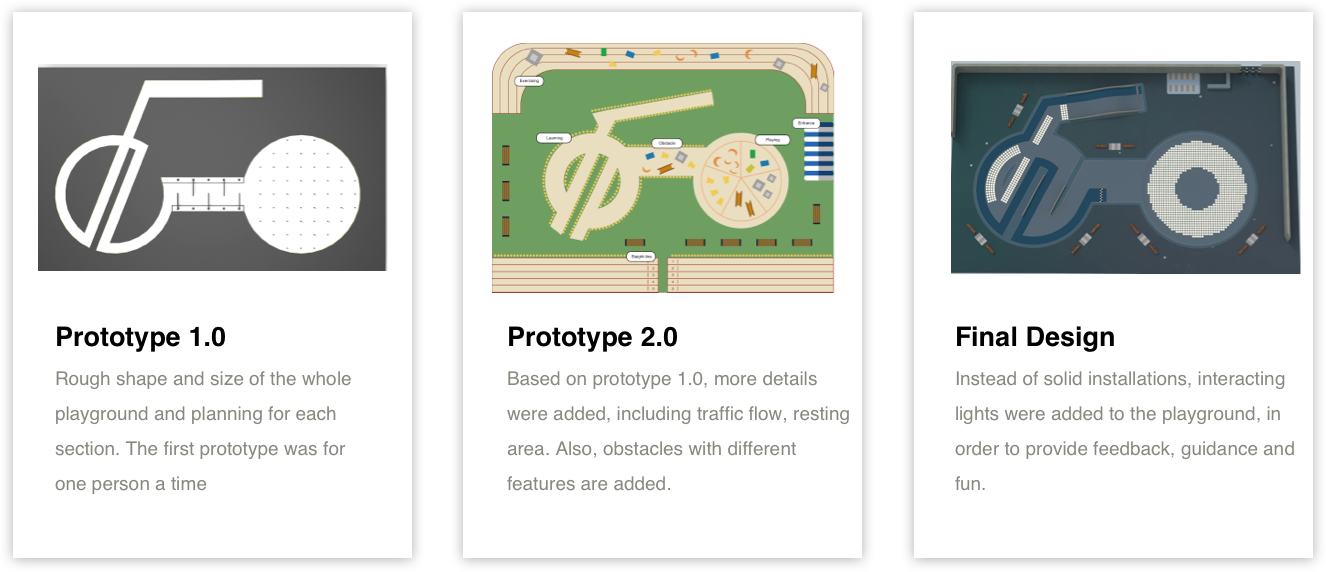 Prototype 1.0
Rough shape and size of the whole
playground and planning for each
section. The first prototype was for
one person a time
Exercising
Learning
Obstacle
Playing
Entrance
Straight-line
Prototype 2.0
Based on prototype 1.0, more details
were added, including traffic flow, resting
area. Also, obstacles with different
features are added.
Final Design
Instead of solid installations, interacting
lights were added to the playground, in
order to provide feedback, guidance and
fun.